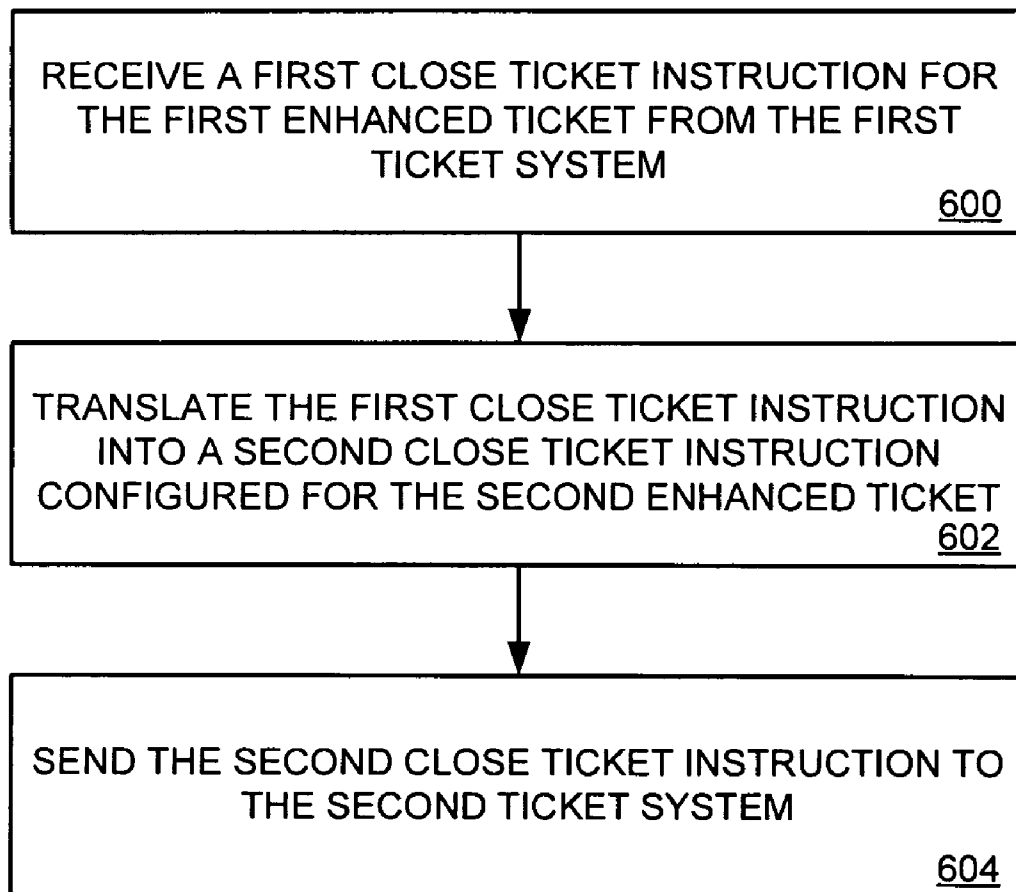 RECEIVE A FIRST CLOSE TICKET INSTRUCTION FOR
THE FIRST ENHANCED TICKET FROM THE FIRST
TICKET SYSTEM
600
TRANSLATE THE FIRST CLOSE TICKET INSTRUCTION
INTO A SECOND CLOSE TICKET INSTRUCTION
CONFIGURED FOR THE SECOND ENHANCED TICKET
602
SEND THE SECOND CLOSE TICKET INSTRUCTION TO
THE SECOND TICKET SYSTEM
604